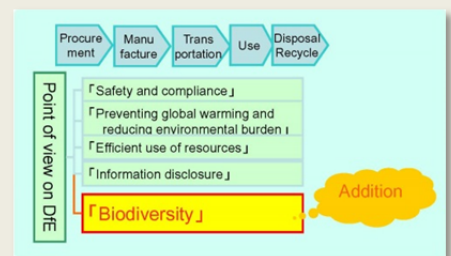 Procure
ment
Manu
facture
Trans
portation
Use
Disposal
Recycle
Point of view on DfE
「Safety and compliance」
「Preventing global warming and
reducing environmental burden」
「Efficient use of resources」
「Information disclosure」
「Biodiversity」
Addition